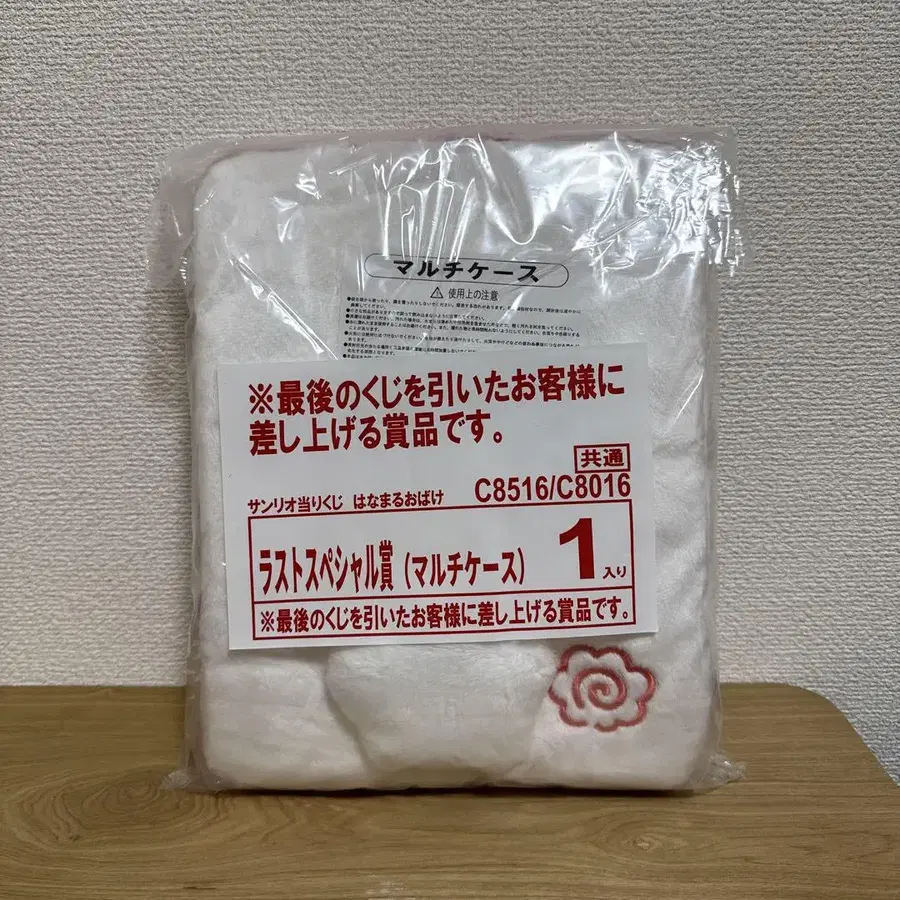 マルチケース
⚠ 使用上の注意
※最後のくじを引いたお客様に
差し上げる賞品です。
共通
サンリオ当りくじ はなまるおばけ C8516/C8016
ラストスペシャル賞(マルチケース) 1入り
※最後のくじを引いたお客様に差し上げる賞品です。